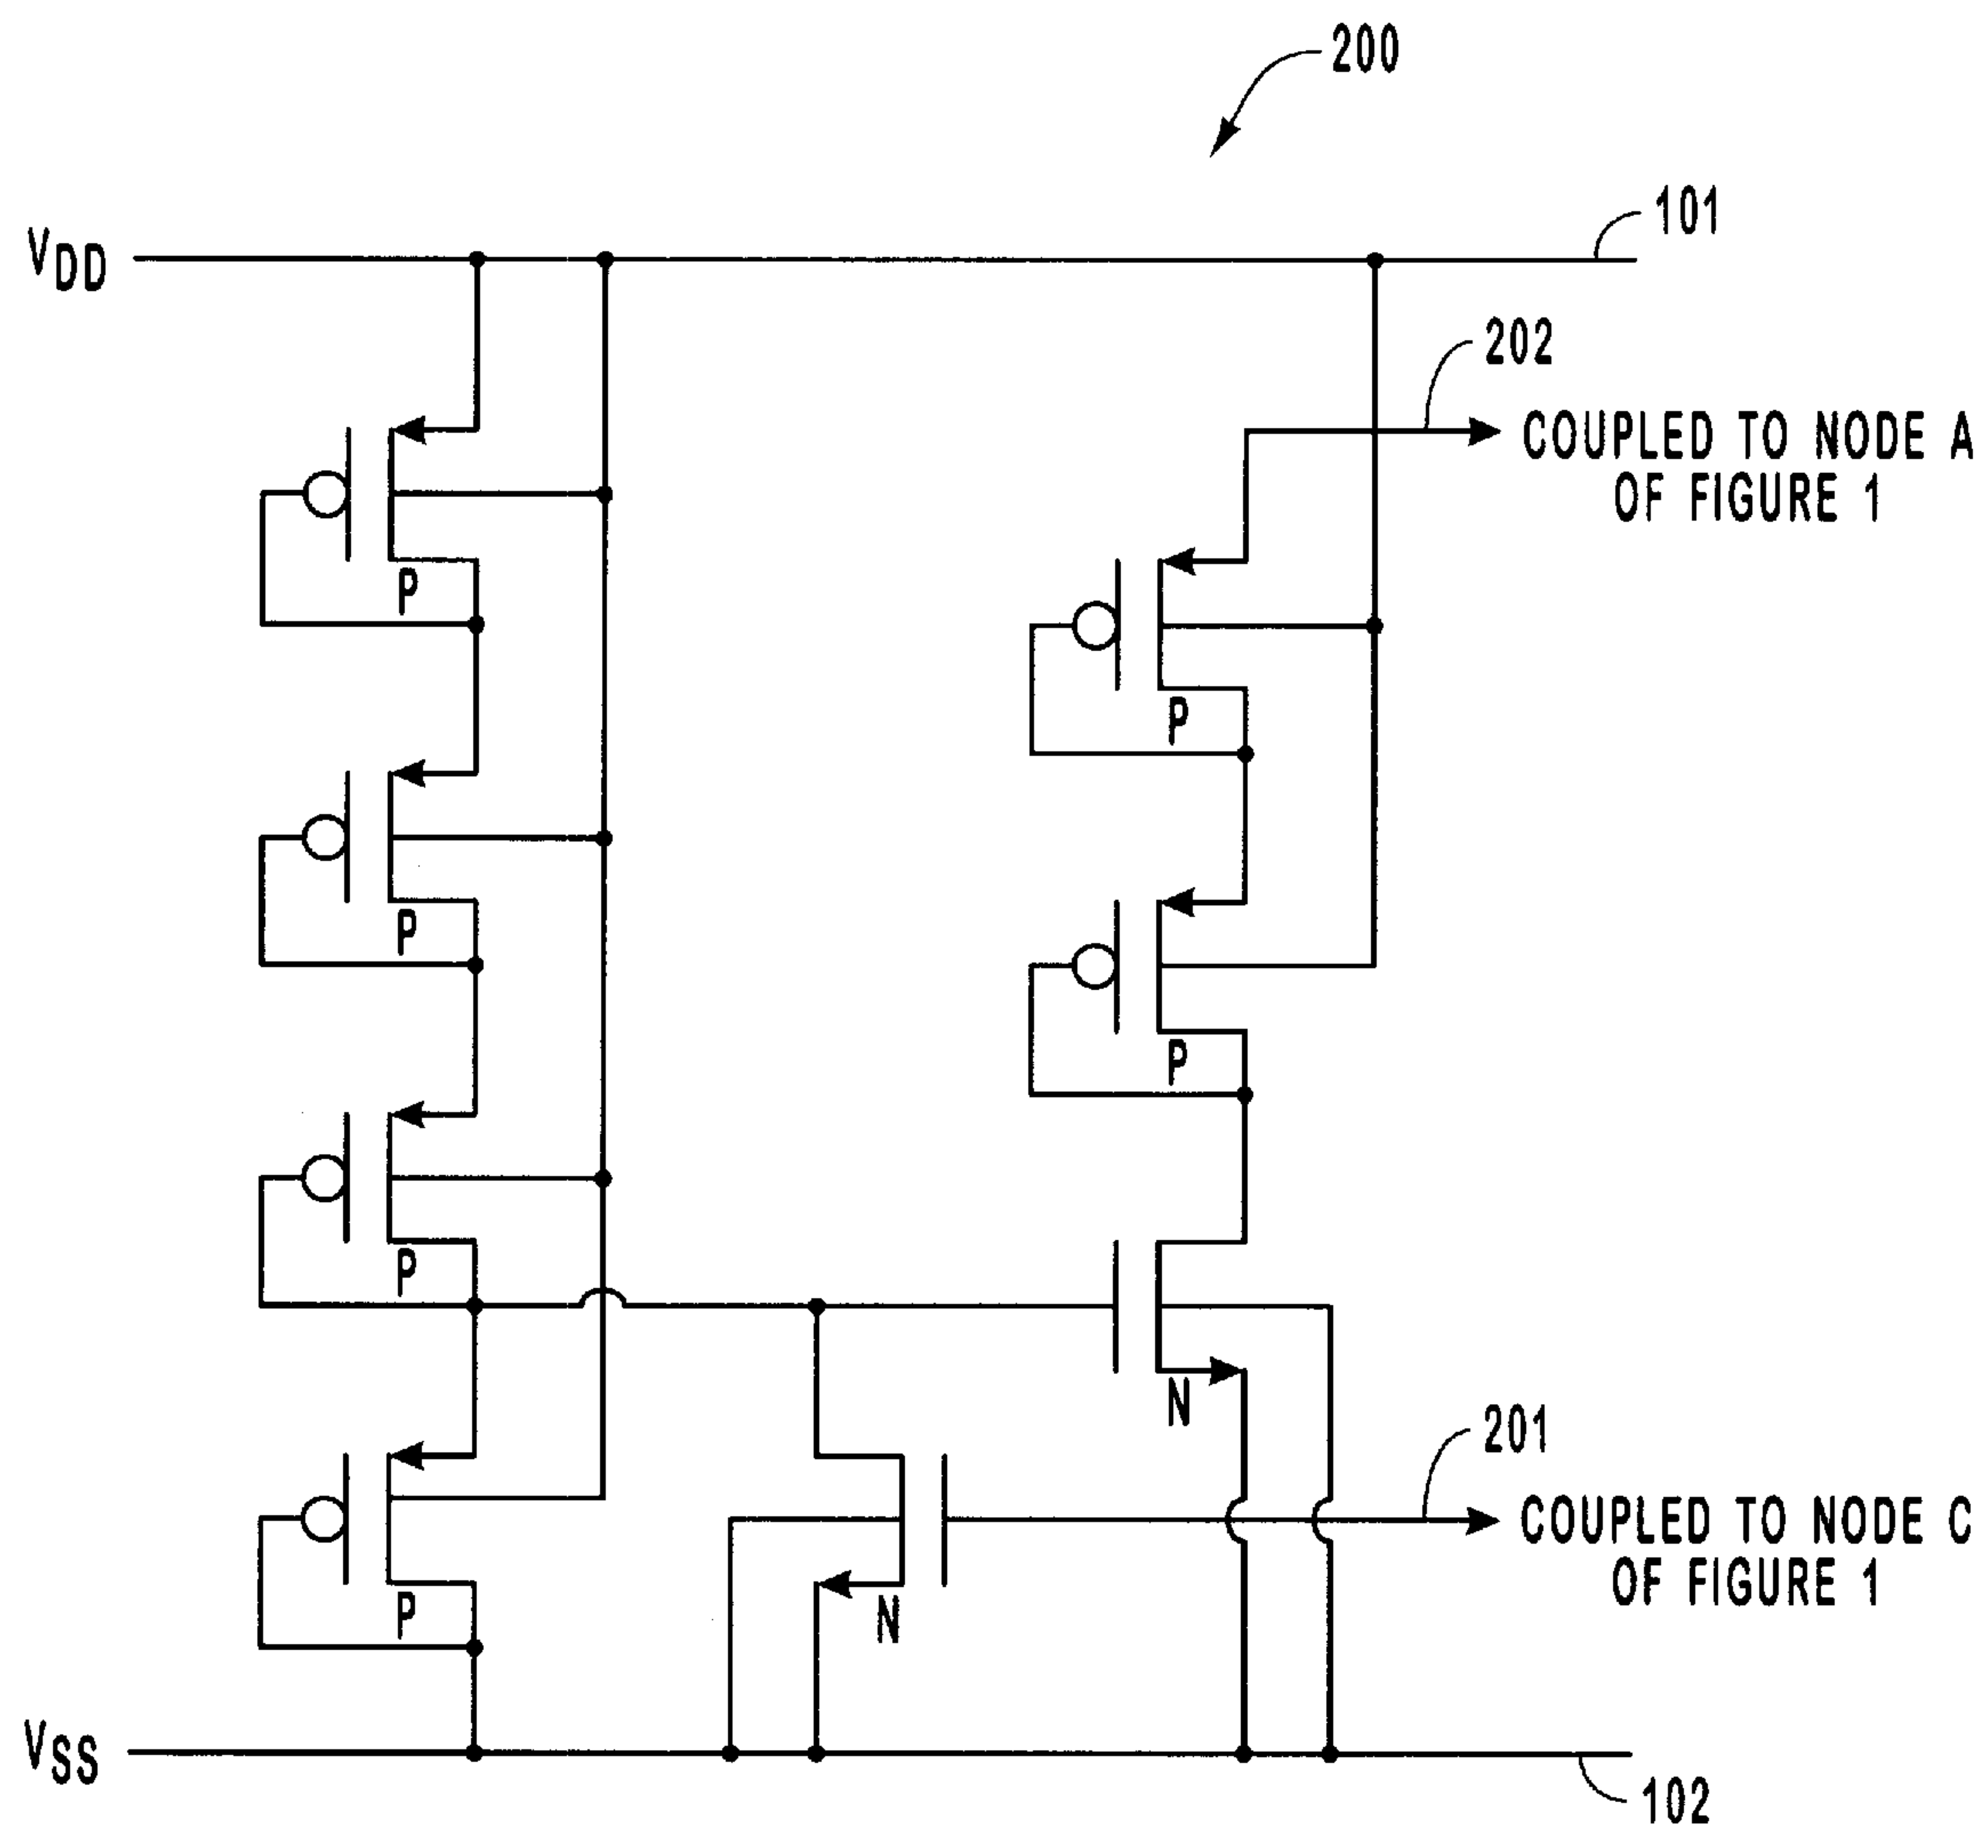 200
101
VDD
202
COUPLED TO NODE A
OF FIGURE 1
P
P
P
P
P
P
N
201
COUPLED TO NODE C
OF FIGURE 1
N
VSS
102